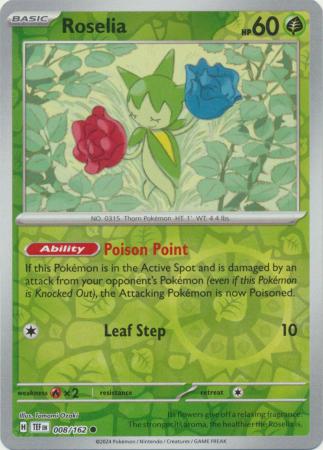 BASIC
Roselia
HP 60
NO. 0315 Thorn Pokémon HT: 1' WT: 4.4 lbs.
Ability Poison Point
If this Pokémon is in the Active Spot and is damaged by an
attack from your opponent's Pokémon (even if this Pokémon
is Knocked Out), the Attacking Pokémon is now Poisoned.
Leaf Step 10
weakness ×2 resistance retreat
Illus. Tomomi Ozaki
H TEF EN 008/162
Its flowers give off a relaxing fragrance.
The stronger its aroma, the healthier the Roselia is.
©2024 Pokémon / Nintendo / Creatures / GAME FREAK